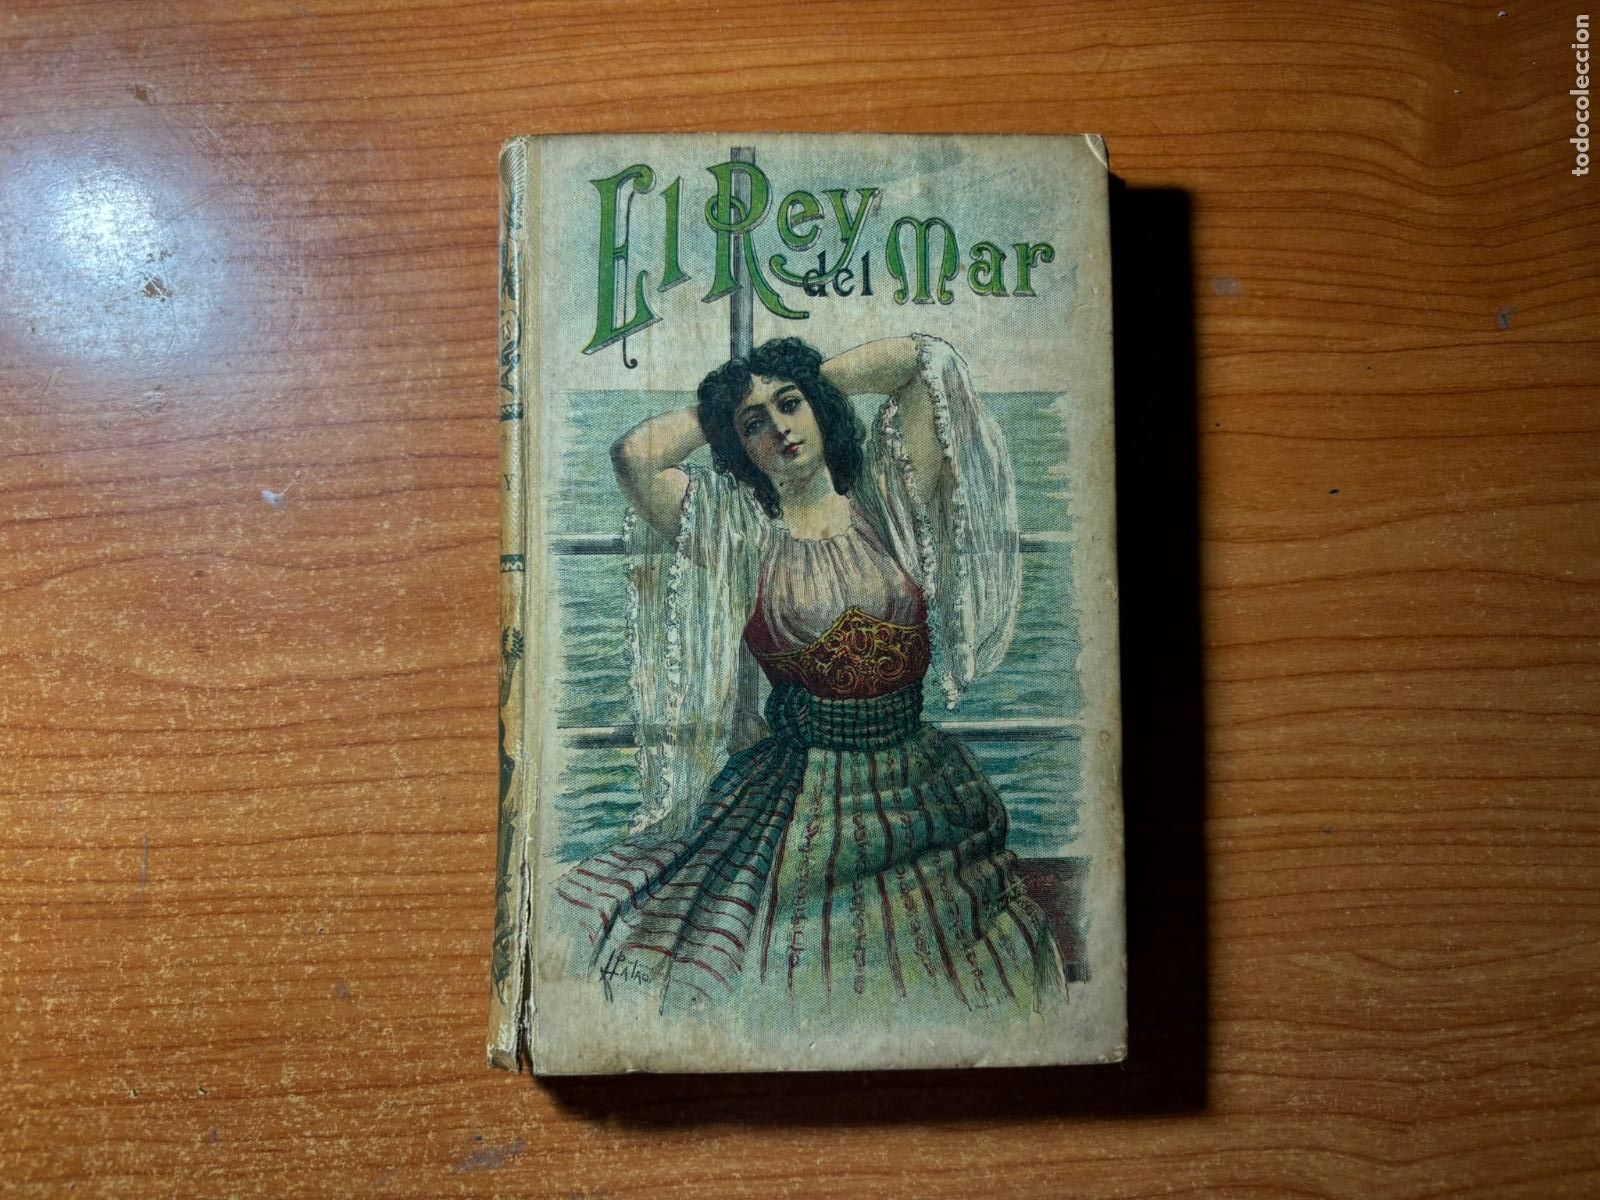 El Rey
del Mar
Y
todocoleccion